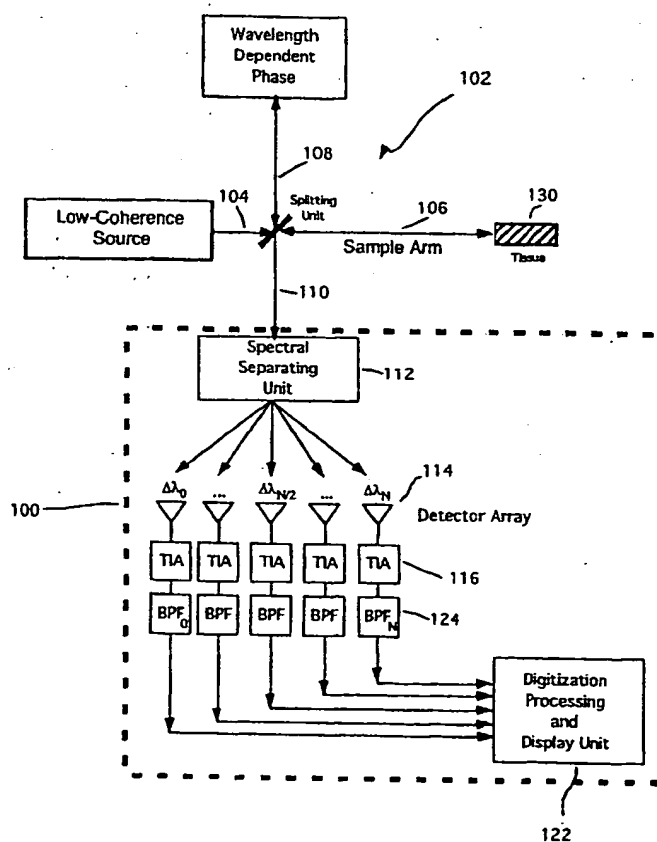 Wavelength
Dependent
Phase
102
108
104
Splitting
Unit
106
130
Low-Coherence
Source
Sample Arm
Tissue
110
Spectral
Separating
Unit
112
Δλ0 ... ΔλN/2 ... ΔλN
114
100
Detector Array
TIA TIA TIA TIA TIA
116
BPF0 BPF BPF BPF BPFN
124
Digitization
Processing
and
Display Unit
122